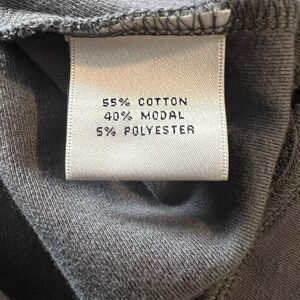 55% COTTON
40% MODAL
5% POLYESTER